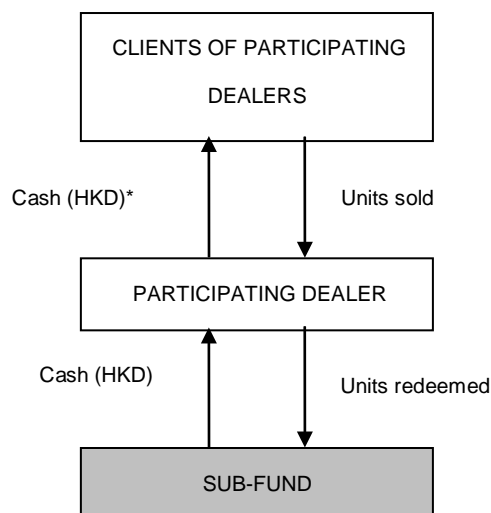 CLIENTS OF PARTICIPATING
DEALERS
Cash (HKD)*
Units sold
PARTICIPATING DEALER
Cash (HKD)
Units redeemed
SUB-FUND